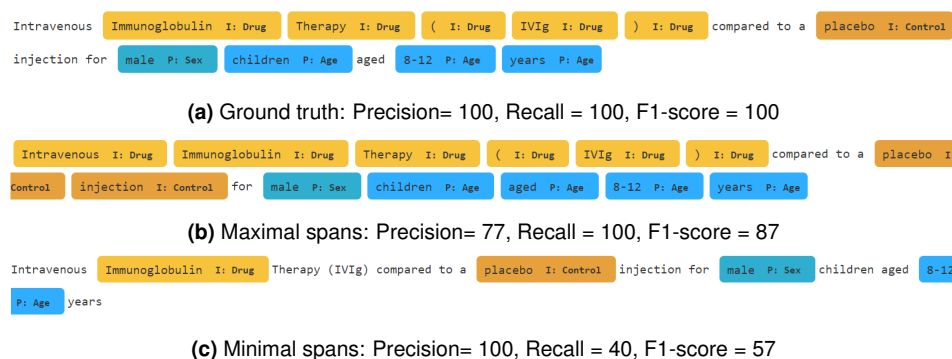 Intravenous Immunoglobulin I: Drug Therapy I: Drug ( I: Drug IVIg I: Drug ) I: Drug compared to a placebo I: Control
injection for male P: Sex children P: Age aged 8-12 P: Age years P: Age
(a) Ground truth: Precision= 100, Recall = 100, F1-score = 100
Intravenous I: Drug Immunoglobulin I: Drug Therapy I: Drug ( I: Drug IVIg I: Drug ) I: Drug compared to a placebo I:
Control injection I: Control for male P: Sex children P: Age aged P: Age 8-12 P: Age years P: Age
(b) Maximal spans: Precision= 77, Recall = 100, F1-score = 87
Intravenous Immunoglobulin I: Drug Therapy (IVIg) compared to a placebo I: Control injection for male P: Sex children aged 8-12
P: Age years
(c) Minimal spans: Precision= 100, Recall = 40, F1-score = 57